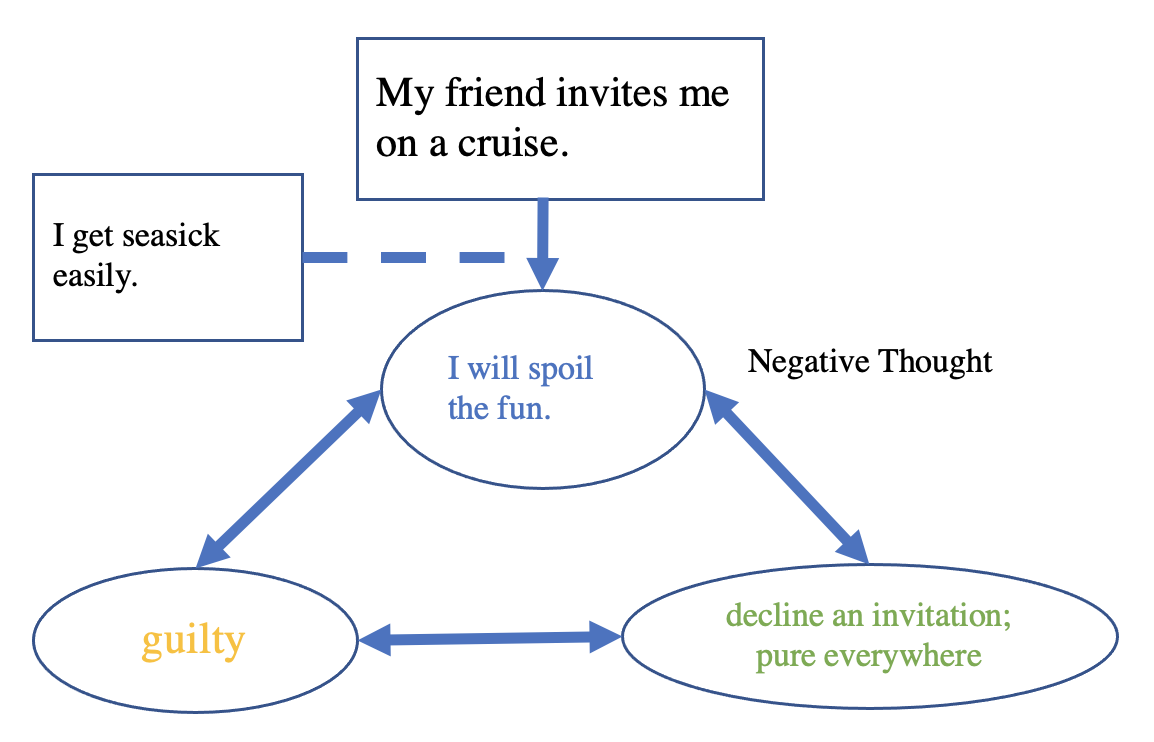 My friend invites me
on a cruise.
I get seasick
easily.
I will spoil
the fun.
Negative Thought
guilty
decline an invitation;
pure everywhere